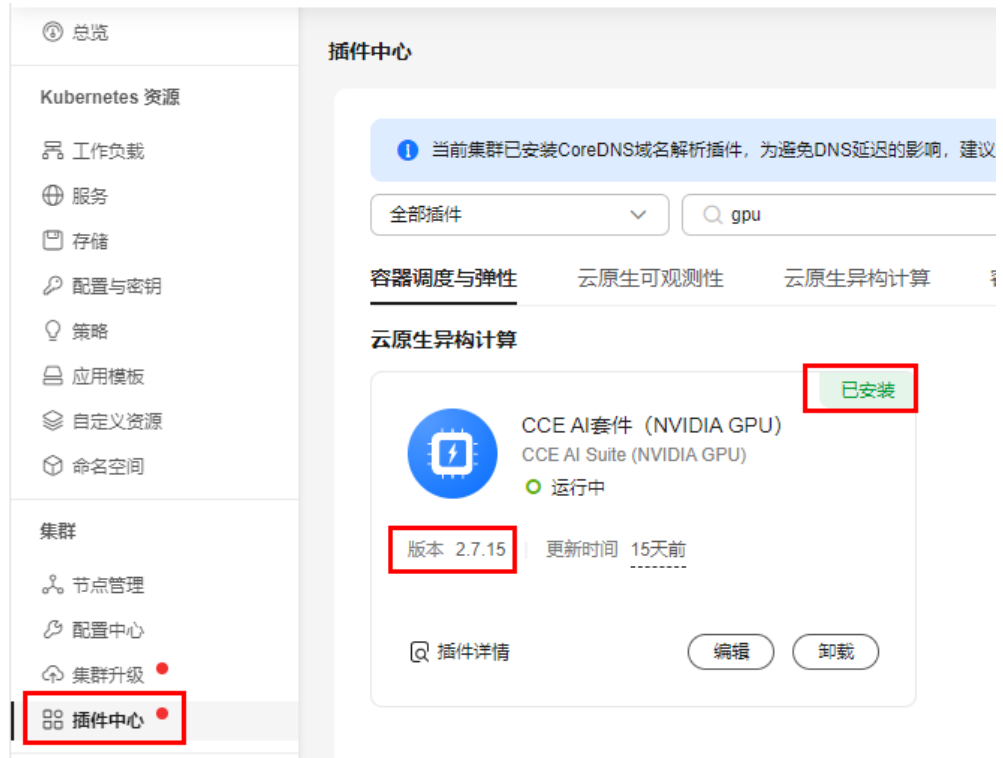 总览
Kubernetes 资源
工作负载
服务
存储
配置与密钥
策略
应用模板
自定义资源
命名空间
集群
节点管理
配置中心
集群升级
插件中心
插件中心
当前集群已安装CoreDNS域名解析插件，为避免DNS延迟的影响，建议
全部插件 gpu
容器调度与弹性 云原生可观测性 云原生异构计算
云原生异构计算
已安装
CCE AI套件（NVIDIA GPU）
CCE AI Suite (NVIDIA GPU)
运行中
版本 2.7.15 更新时间 15天前
插件详情 编辑 卸载